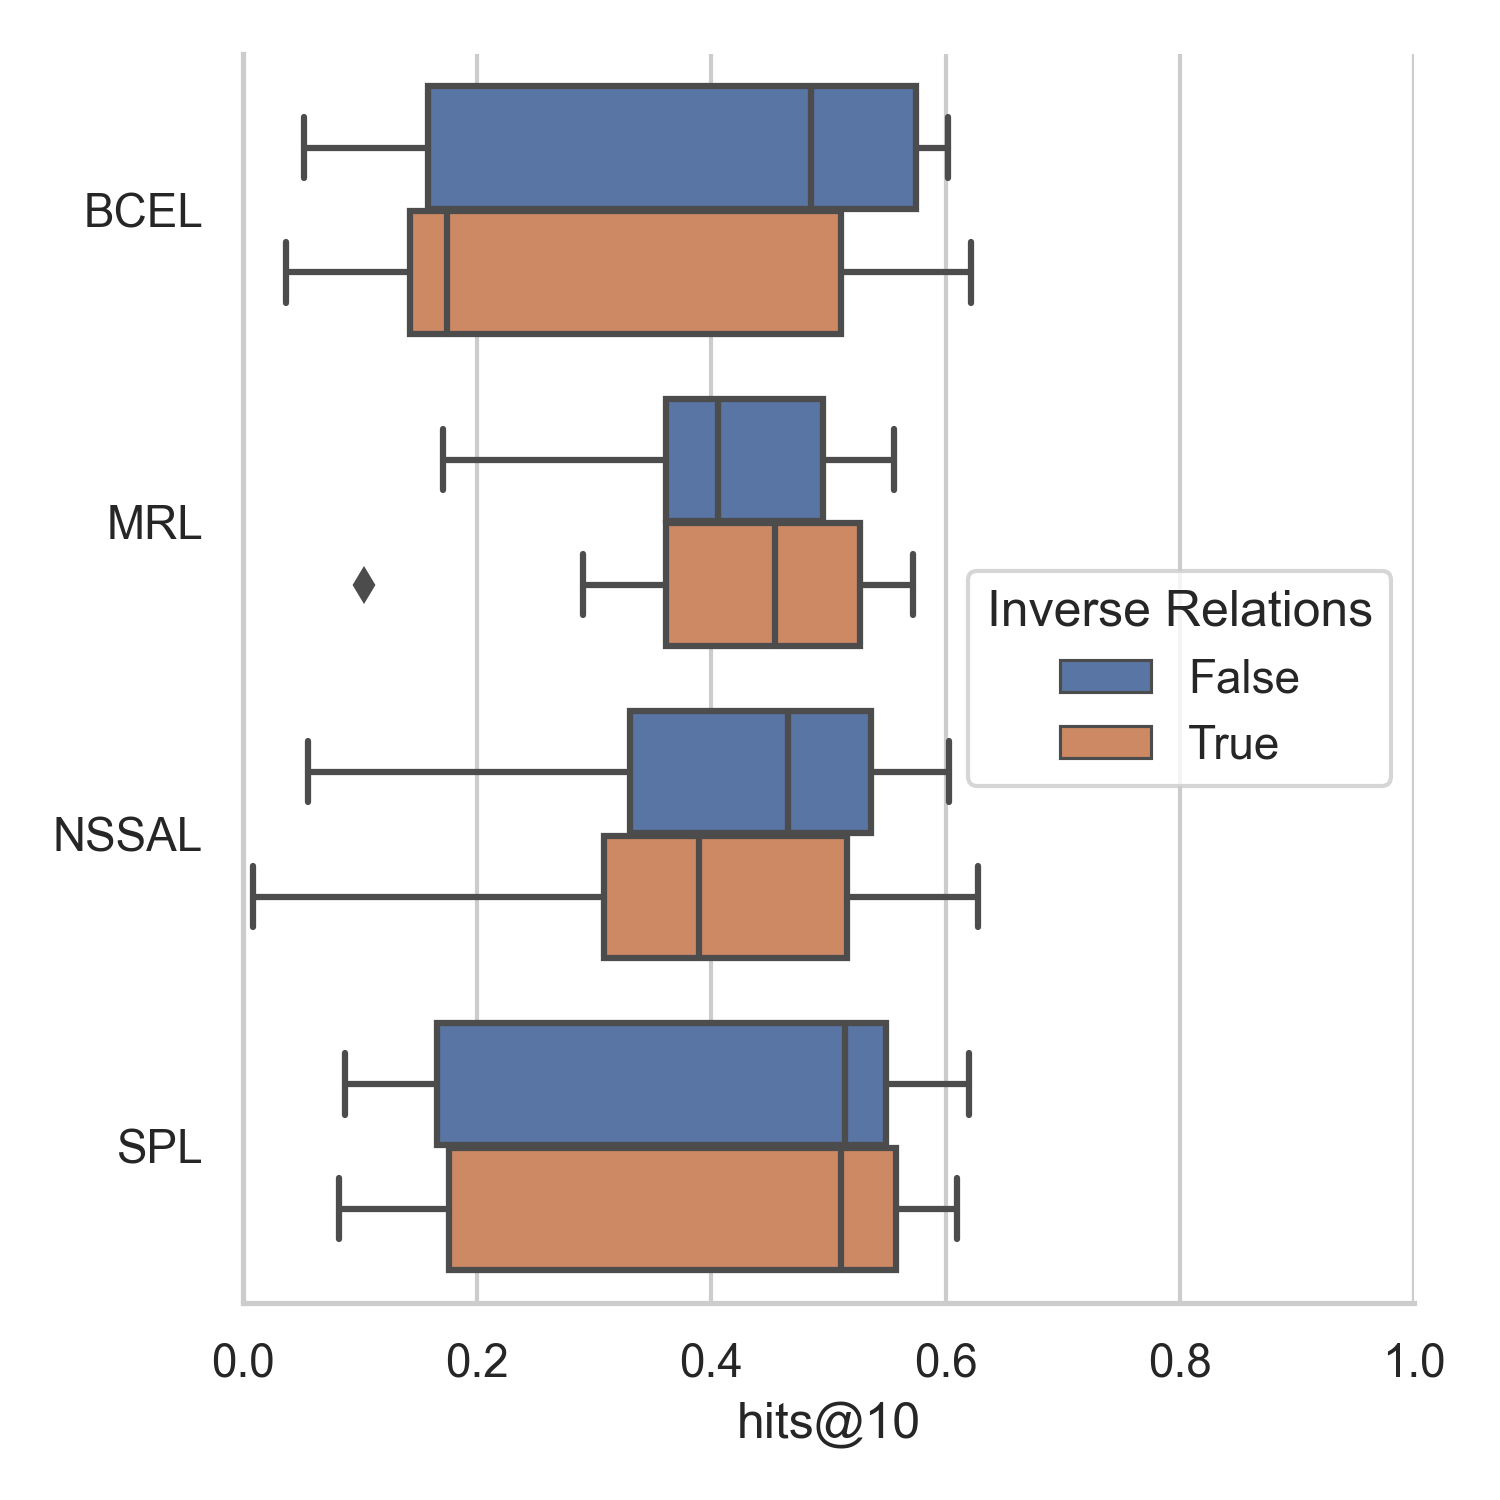 BCEL
MRL
NSSAL
SPL
Inverse Relations
False
True
0.0 0.2 0.4 0.6 0.8 1.0
hits@10